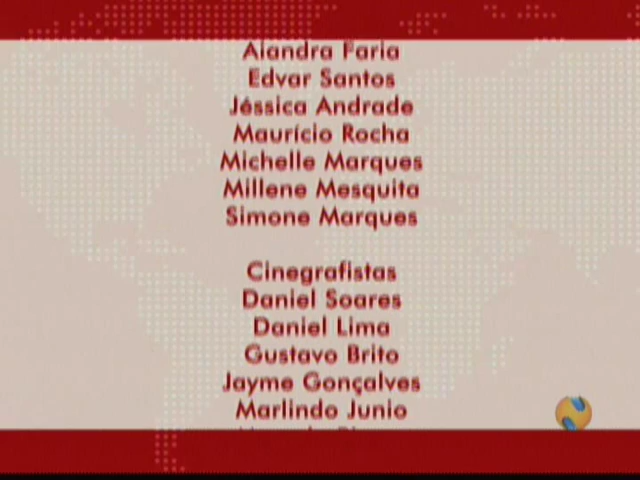 Alandra Faria
Edvar Santos
Jéssica Andrade
Maurício Rocha
Michelle Marques
Millene Mesquita
Simone Marques
Cinegrafistas
Daniel Soares
Daniel Lima
Gustavo Brito
Jayme Gonçalves
Marlindo Junio